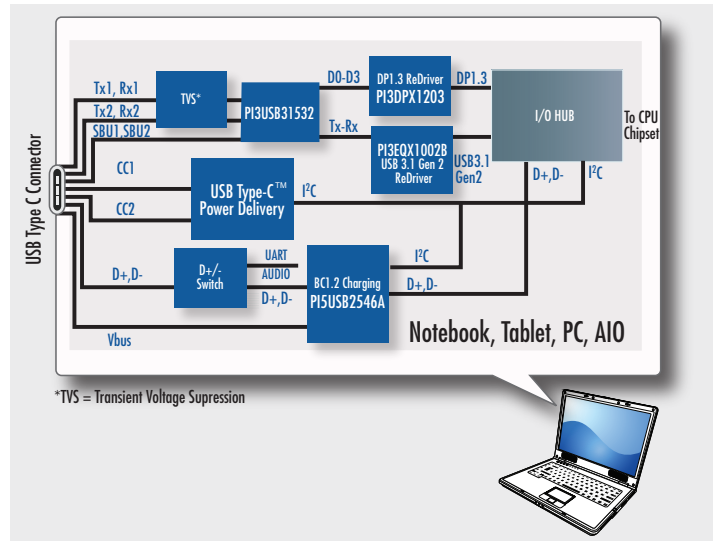 D0-D3
DP1.3 ReDriver
PI3DPX1203
DP1.3
Tx1, Rx1
TVS*
Tx2, Rx2
PI3USB31532
I/O HUB
To CPU
Chipset
SBU1,SBU2
Tx-Rx
PI3EQX1002B
USB 3.1 Gen 2
ReDriver
USB3.1
Gen2
D+,D-
I²C
USB Type C Connector
CC1
USB Type-C™
Power Delivery
I²C
CC2
UART
AUDIO
D+,D-
D+/-
Switch
D+,D-
BC1.2 Charging
PI5USB2546A
I²C
D+,D-
Vbus
Notebook, Tablet, PC, AIO
*TVS = Transient Voltage Supression